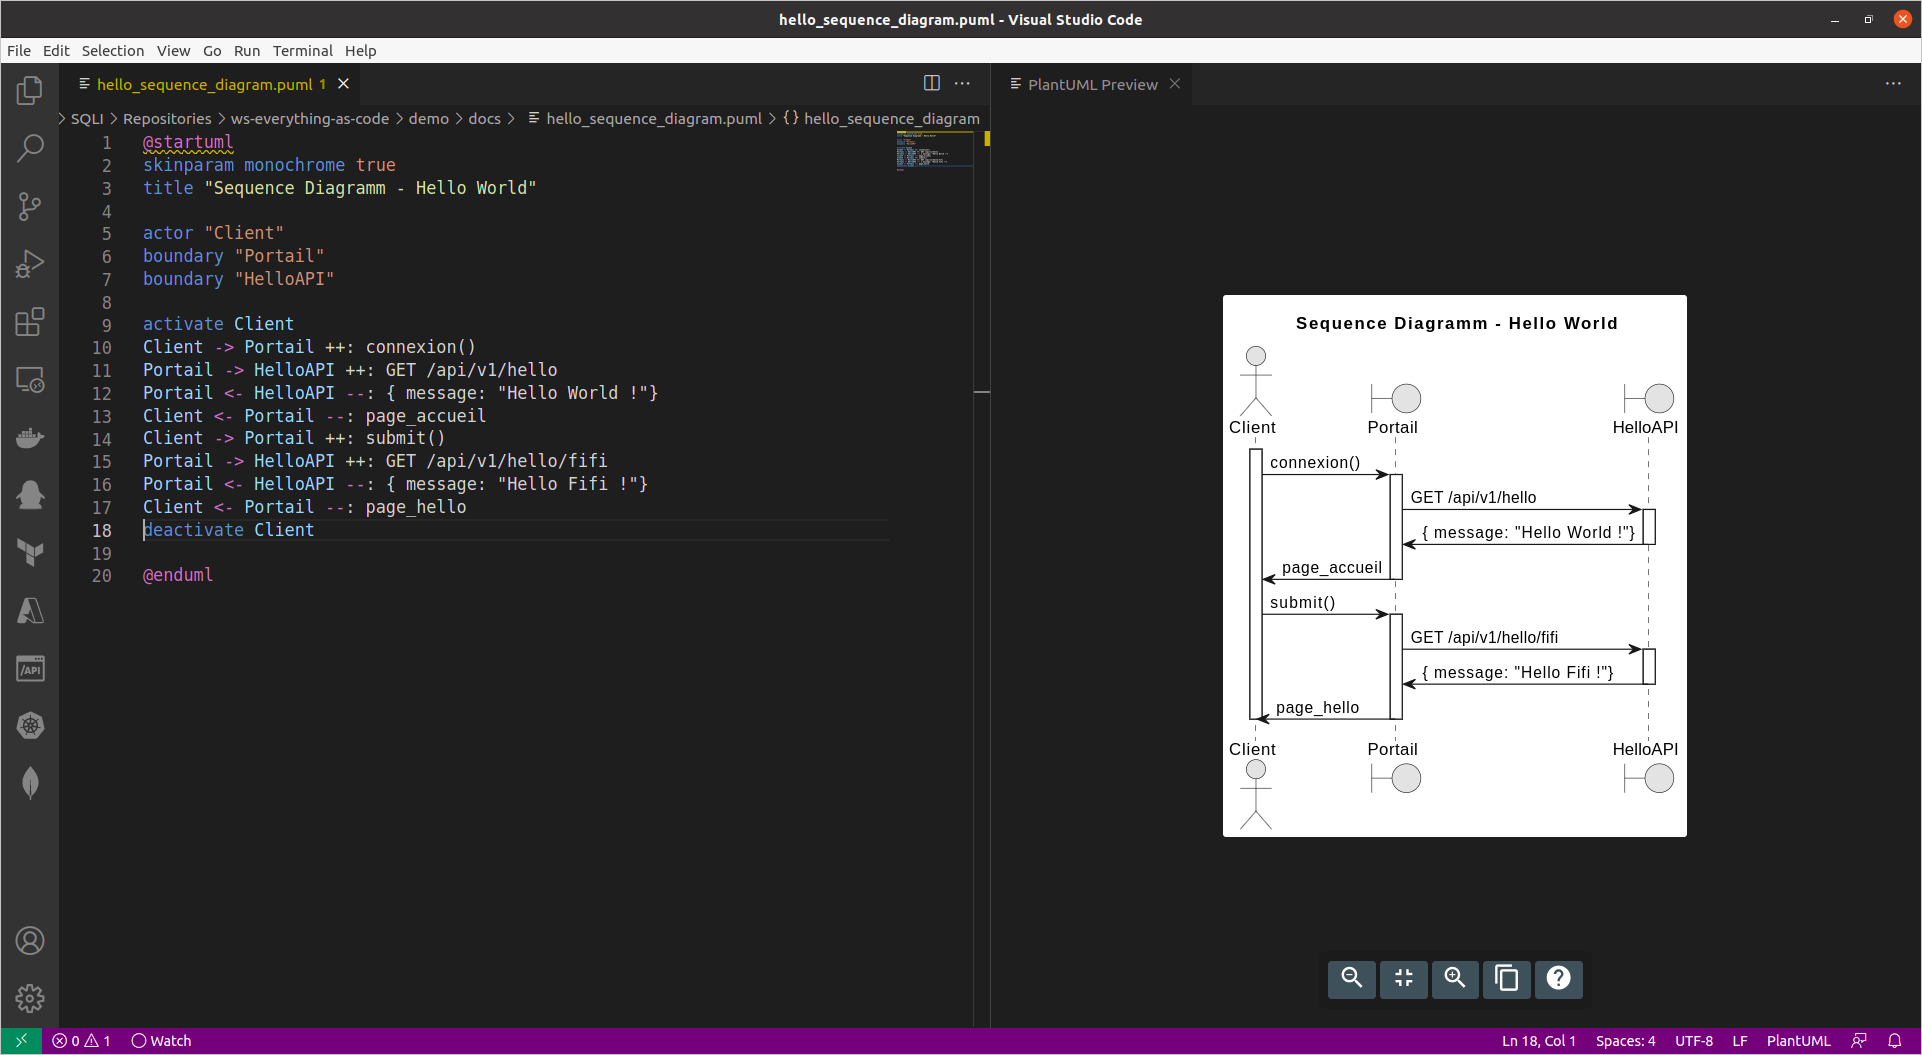 hello_sequence_diagram.puml - Visual Studio Code
File Edit Selection View Go Run Terminal Help
hello_sequence_diagram.puml 1
PlantUML Preview
SQLI > Repositories > ws-everything-as-code > demo > docs > hello_sequence_diagram.puml > {} hello_sequence_diagram
1 @startuml
2 skinparam monochrome true
3 title "Sequence Diagramm - Hello World"
4
5 actor "Client"
6 boundary "Portail"
7 boundary "HelloAPI"
8
9 activate Client
10 Client -> Portail ++: connexion()
11 Portail -> HelloAPI ++: GET /api/v1/hello
12 Portail <- HelloAPI --: { message: "Hello World !"}
13 Client <- Portail --: page_accueil
14 Client -> Portail ++: submit()
15 Portail -> HelloAPI ++: GET /api/v1/hello/fifi
16 Portail <- HelloAPI --: { message: "Hello Fifi !"}
17 Client <- Portail --: page_hello
18 deactivate Client
19
20 @enduml
/API
Sequence Diagramm - Hello World
Client Portail HelloAPI
connexion()
GET /api/v1/hello
{ message: "Hello World !"}
page_accueil
submit()
GET /api/v1/hello/fifi
{ message: "Hello Fifi !"}
page_hello
Client Portail HelloAPI
0 1 Watch
Ln 18, Col 1 Spaces: 4 UTF-8 LF PlantUML